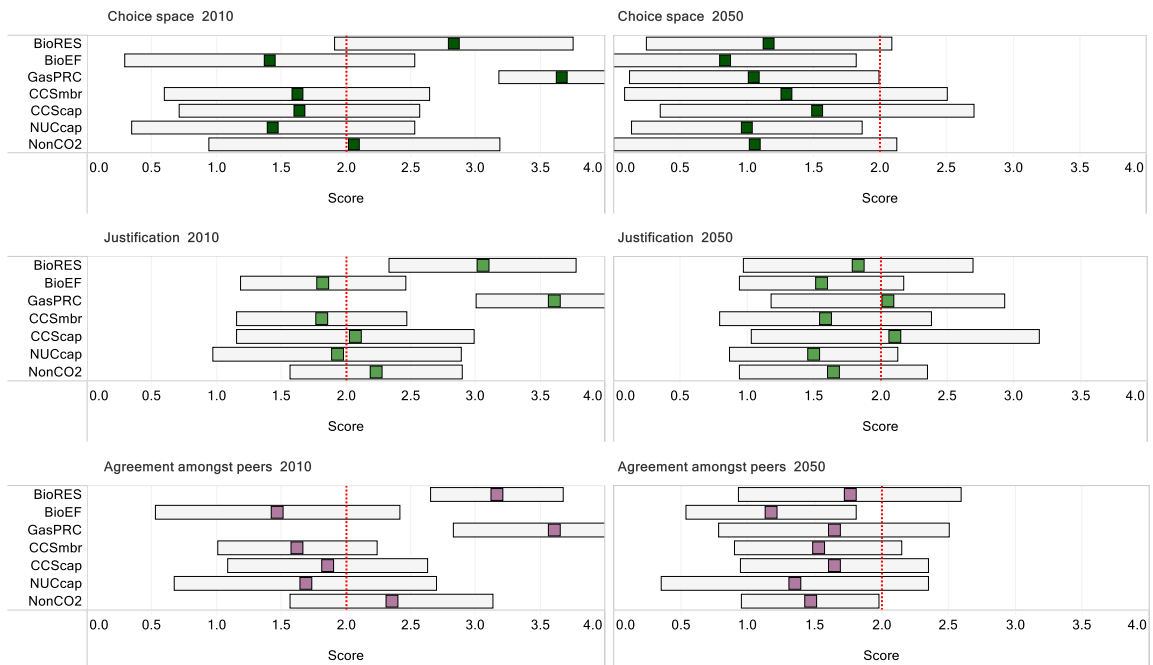 Choice space 2010
Choice space 2050
BioRES
BioEF
GasPRC
CCSmbr
CCScap
NUCcap
NonCO2
0.0 0.5 1.0 1.5 2.0 2.5 3.0 3.5 4.0
0.0 0.5 1.0 1.5 2.0 2.5 3.0 3.5 4.0
Score
Score
Justification 2010
Justification 2050
BioRES
BioEF
GasPRC
CCSmbr
CCScap
NUCcap
NonCO2
0.0 0.5 1.0 1.5 2.0 2.5 3.0 3.5 4.0
0.0 0.5 1.0 1.5 2.0 2.5 3.0 3.5 4.0
Score
Score
Agreement amongst peers 2010
Agreement amongst peers 2050
BioRES
BioEF
GasPRC
CCSmbr
CCScap
NUCcap
NonCO2
0.0 0.5 1.0 1.5 2.0 2.5 3.0 3.5 4.0
0.0 0.5 1.0 1.5 2.0 2.5 3.0 3.5 4.0
Score
Score